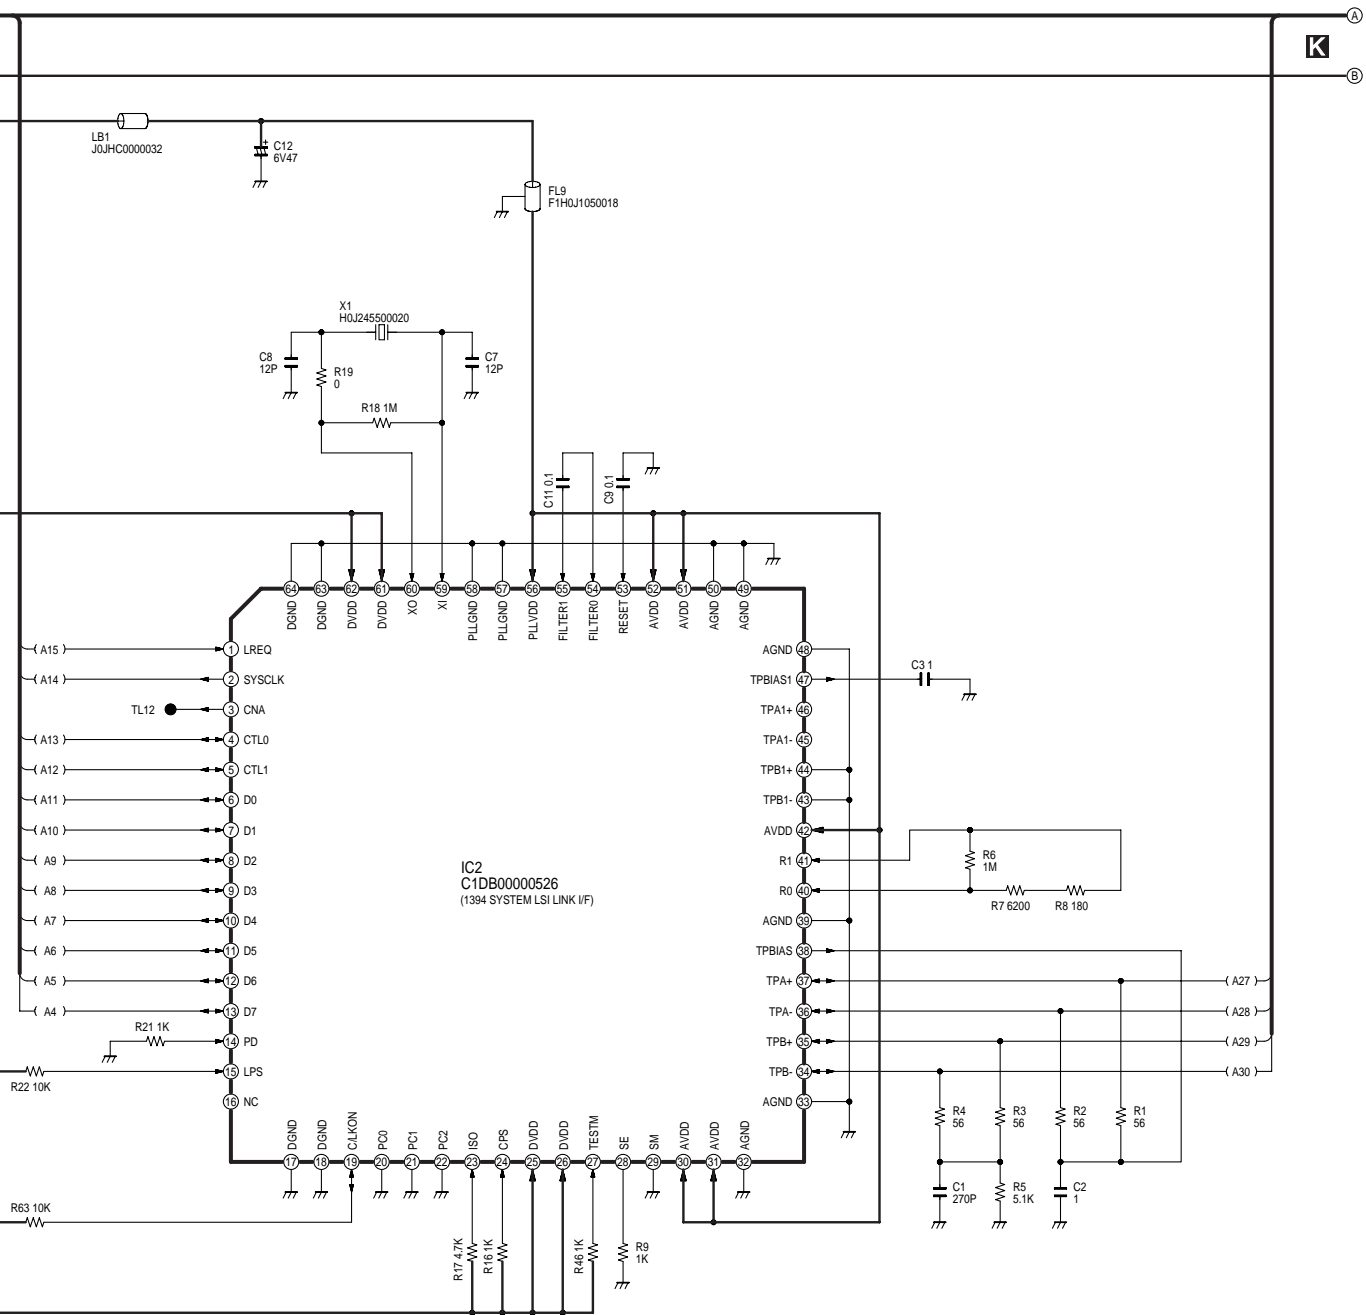 A
K
B
LB1
J0JHC0000032
C12
6V47
+
FL9
F1H0J1050018
X1
H0J245500020
C8
12P
C7
12P
R19
0
R18 1M
C11 0.1
C9 0.1
64 63 62 61 60 59 58 57 56 55 54 53 52 51 50 49
DGND DGND DVDD DVDD XO XI PLLGND PLLGND PLLVDD FILTER1 FILTER0 RESET AVDD AVDD AGND AGND
A15 1 LREQ
A14 2 SYSCLK
TL12 3 CNA
A13 4 CTL0
A12 5 CTL1
A11 6 D0
A10 7 D1
A9 8 D2
A8 9 D3
A7 10 D4
A6 11 D5
A5 12 D6
A4 13 D7
R21 1K
14 PD
15 LPS
R22 10K
16 NC
IC2
C1DB00000526
(1394 SYSTEM LSI LINK I/F)
AGND 48
TPBIAS1 47
C3 1
TPA1+ 46
TPA1- 45
TPB1+ 44
TPB1- 43
AVDD 42
R1 41
R6
1M
R0 40
R7 6200
R8 180
AGND 39
TPBIAS 38
TPA+ 37 A27
TPA- 36 A28
TPB+ 35 A29
TPB- 34 A30
AGND 33
R4
56
R3
56
R2
56
R1
56
C1
270P
R5
5.1K
C2
1
DGND DGND C/LKON PC0 PC1 PC2 ISO CPS DVDD DVDD TESTM SE SM AVDD AVDD AGND
17 18 19 20 21 22 23 24 25 26 27 28 29 30 31 32
R63 10K
R17 4.7K
R16 1K
R46 1K
R9
1K